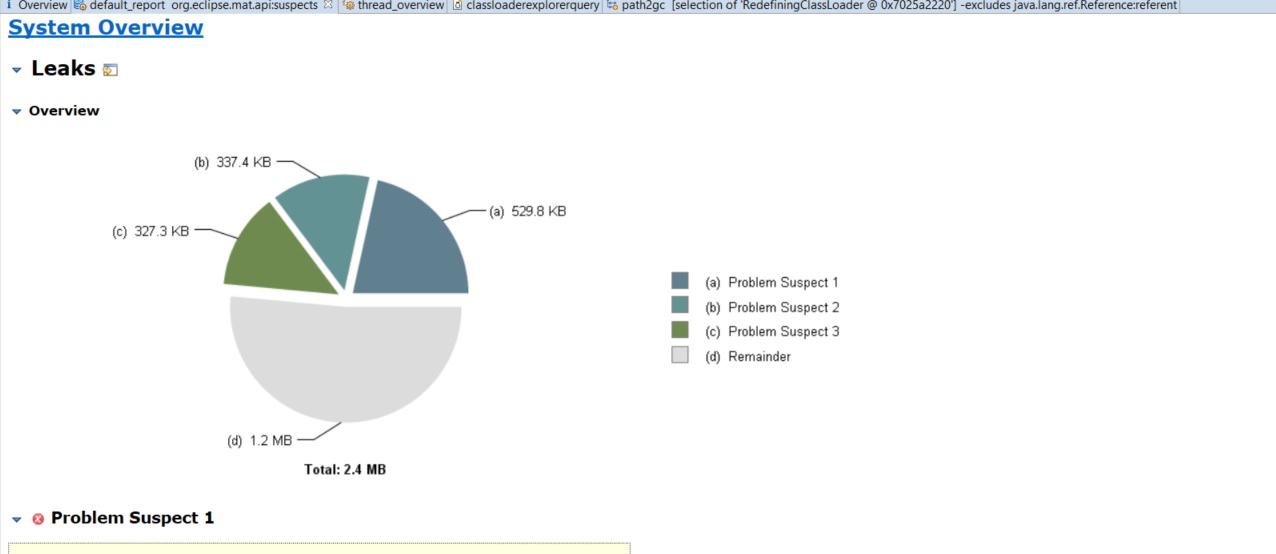 i Overview default_report org.eclipse.mat.api:suspects thread_overview classloaderexplorerquery path2gc [selection of 'RedefiningClassLoader @ 0x7025a2220'] -excludes java.lang.ref.Reference:referent
System Overview
Leaks
Overview
(b) 337.4 KB
(a) 529.8 KB
(c) 327.3 KB
(d) 1.2 MB
Total: 2.4 MB
(a) Problem Suspect 1
(b) Problem Suspect 2
(c) Problem Suspect 3
(d) Remainder
Problem Suspect 1